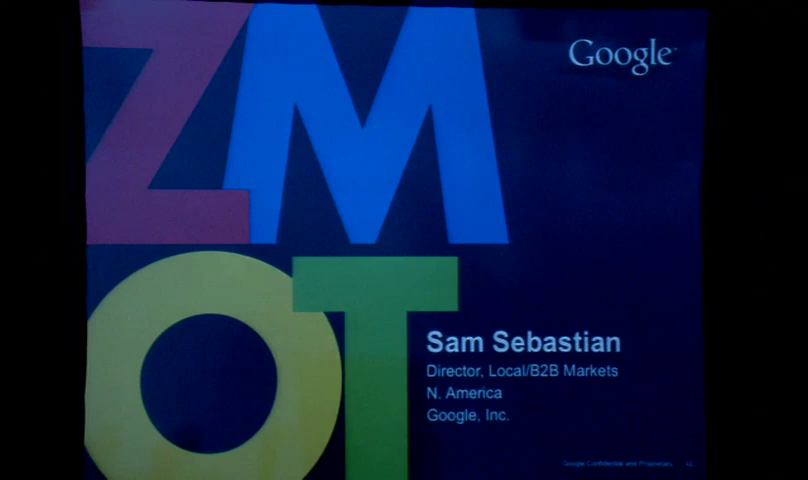 ZM
Google
OT
Sam Sebastian
Director, Local/B2B Markets
N. America
Google, Inc.
Google Confidential and Proprietary